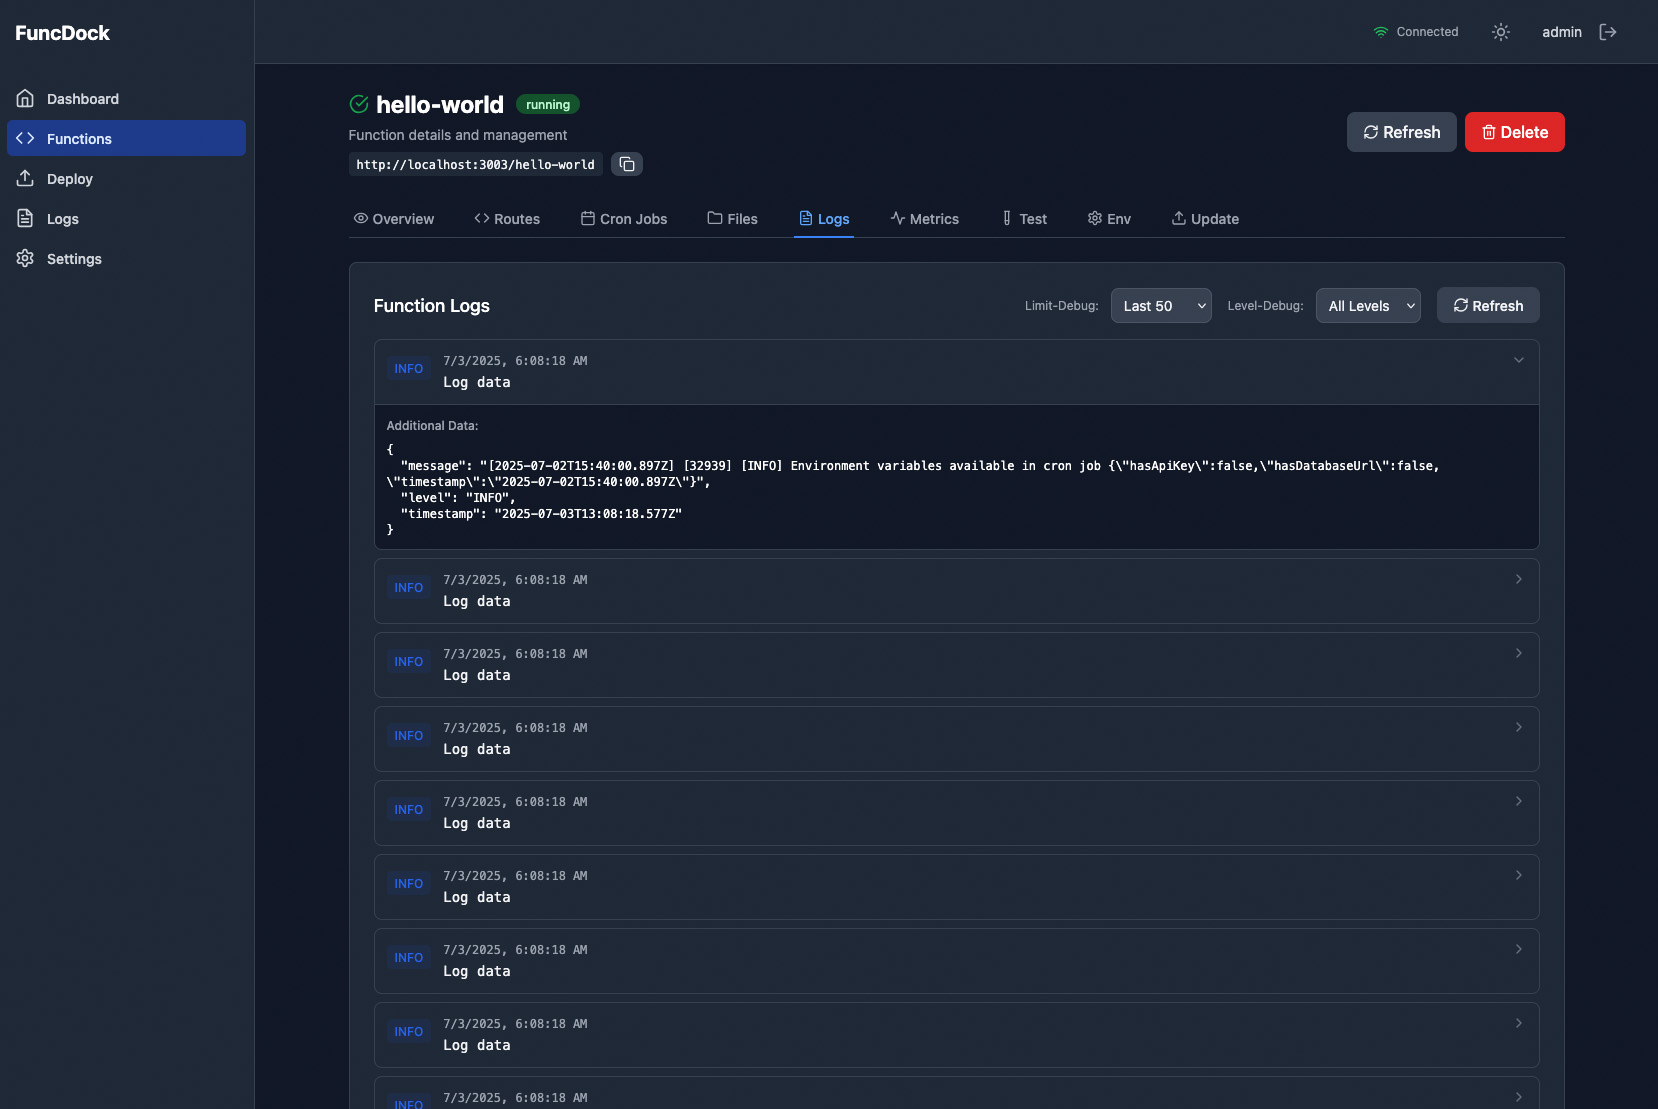 FuncDock
Connected
admin
Dashboard
Functions
Deploy
Logs
Settings
hello-world
running
Function details and management
http://localhost:3003/hello-world
Refresh
Delete
Overview
Routes
Cron Jobs
Files
Logs
Metrics
Test
Env
Update
Function Logs
Limit-Debug:
Last 50
Level-Debug:
All Levels
Refresh
INFO
7/3/2025, 6:08:18 AM
Log data
Additional Data:
{
"message": "[2025-07-02T15:40:00.897Z] [32939] [INFO] Environment variables available in cron job {\"hasApiKey\":false,\"hasDatabaseUrl\":false,
\"timestamp\":\"2025-07-02T15:40:00.897Z\"}",
"level": "INFO",
"timestamp": "2025-07-03T13:08:18.577Z"
}
INFO
7/3/2025, 6:08:18 AM
Log data
INFO
7/3/2025, 6:08:18 AM
Log data
INFO
7/3/2025, 6:08:18 AM
Log data
INFO
7/3/2025, 6:08:18 AM
Log data
INFO
7/3/2025, 6:08:18 AM
Log data
INFO
7/3/2025, 6:08:18 AM
Log data
INFO
7/3/2025, 6:08:18 AM
Log data
INFO
7/3/2025, 6:08:18 AM